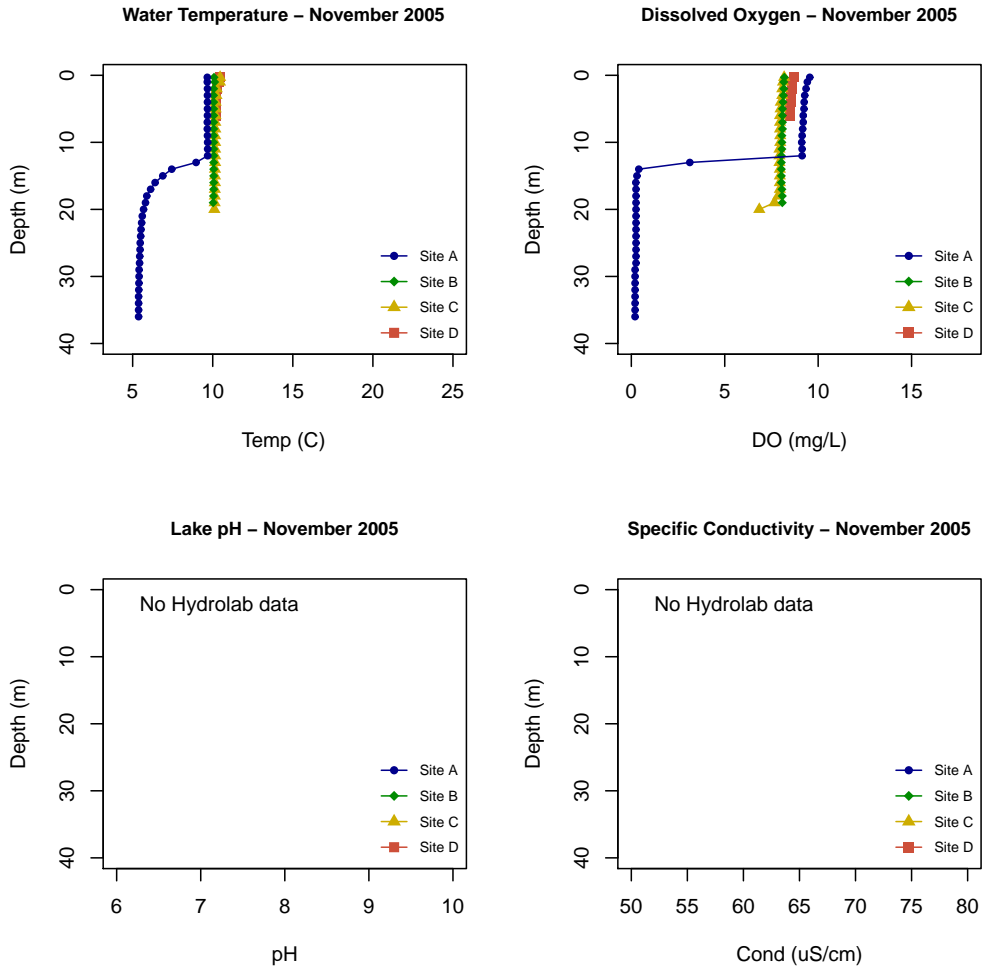 Water Temperature – November 2005
0
10
20
30
40
Depth (m)
Site A
Site B
Site C
Site D
5 10 15 20 25
Temp (C)
Dissolved Oxygen – November 2005
0
10
20
30
40
Depth (m)
Site A
Site B
Site C
Site D
0 5 10 15
DO (mg/L)
Lake pH – November 2005
No Hydrolab data
0
10
20
30
40
Depth (m)
Site A
Site B
Site C
Site D
6 7 8 9 10
pH
Specific Conductivity – November 2005
No Hydrolab data
0
10
20
30
40
Depth (m)
Site A
Site B
Site C
Site D
50 55 60 65 70 75 80
Cond (uS/cm)